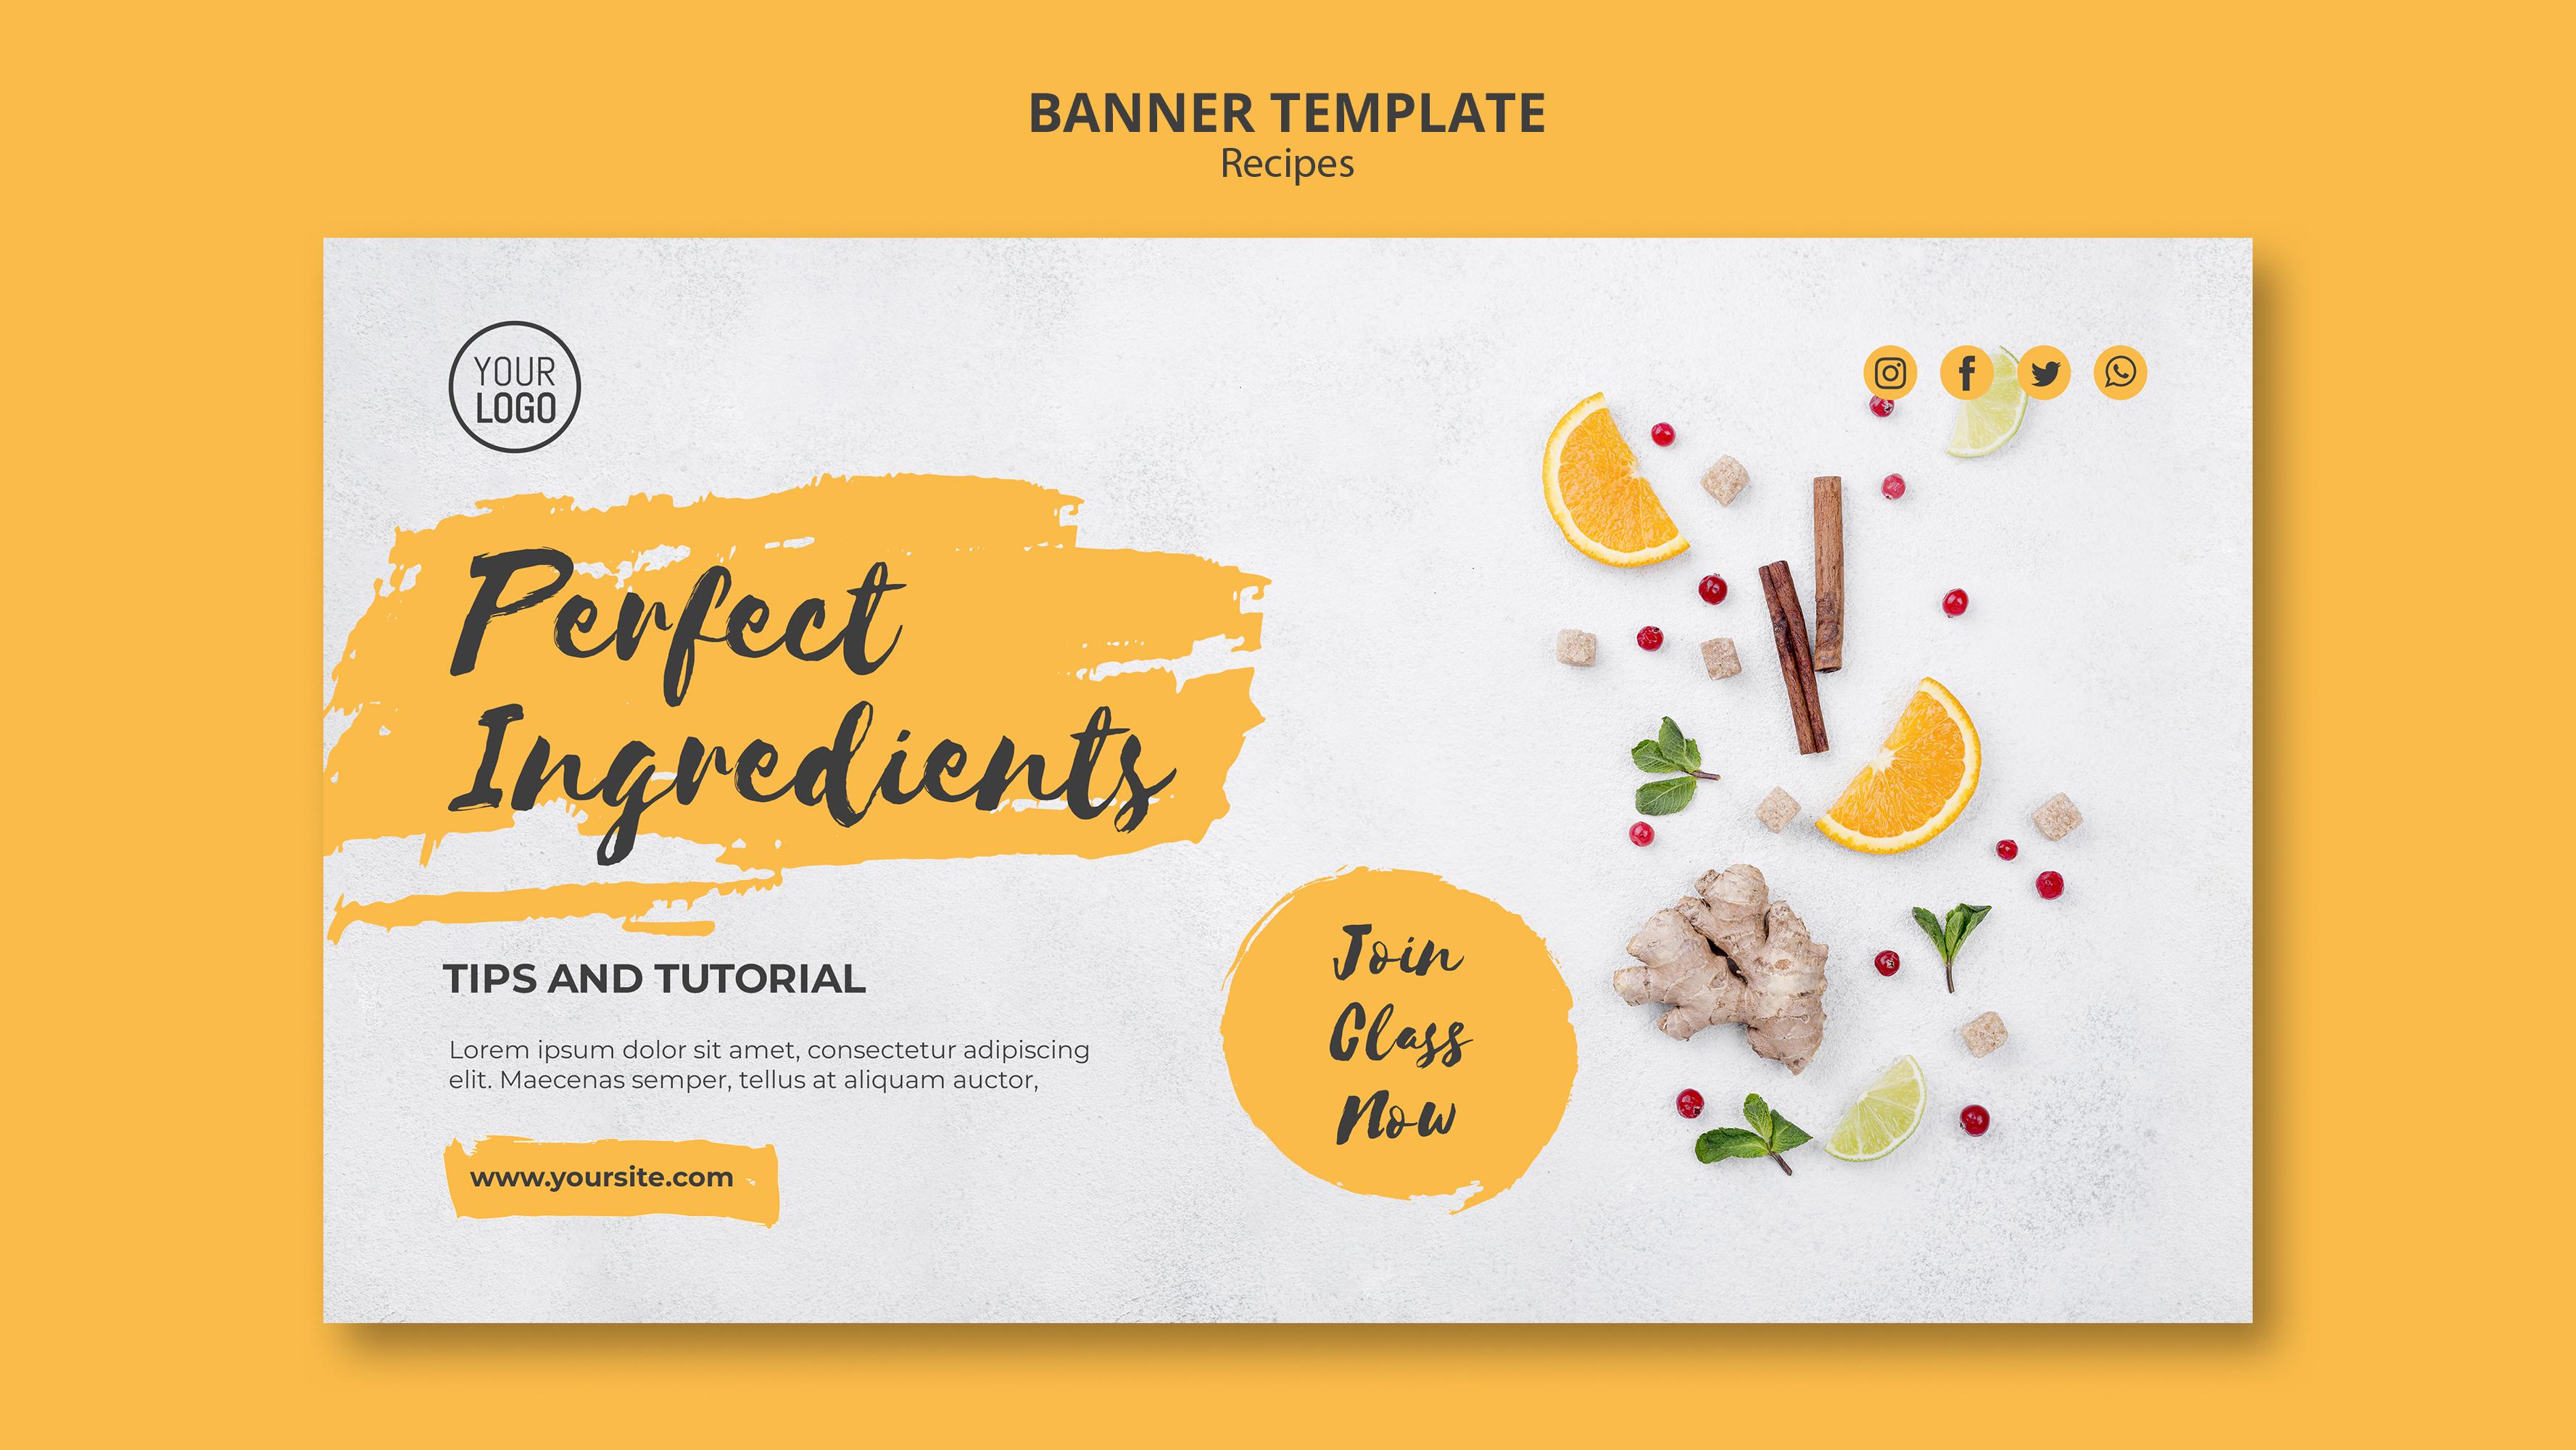 BANNER TEMPLATE
Recipes
YOUR
LOGO
Perfect
Ingredients
TIPS AND TUTORIAL
Lorem ipsum dolor sit amet, consectetur adipiscing
elit. Maecenas semper, tellus at aliquam auctor,
www.yoursite.com
Join
Class
Now